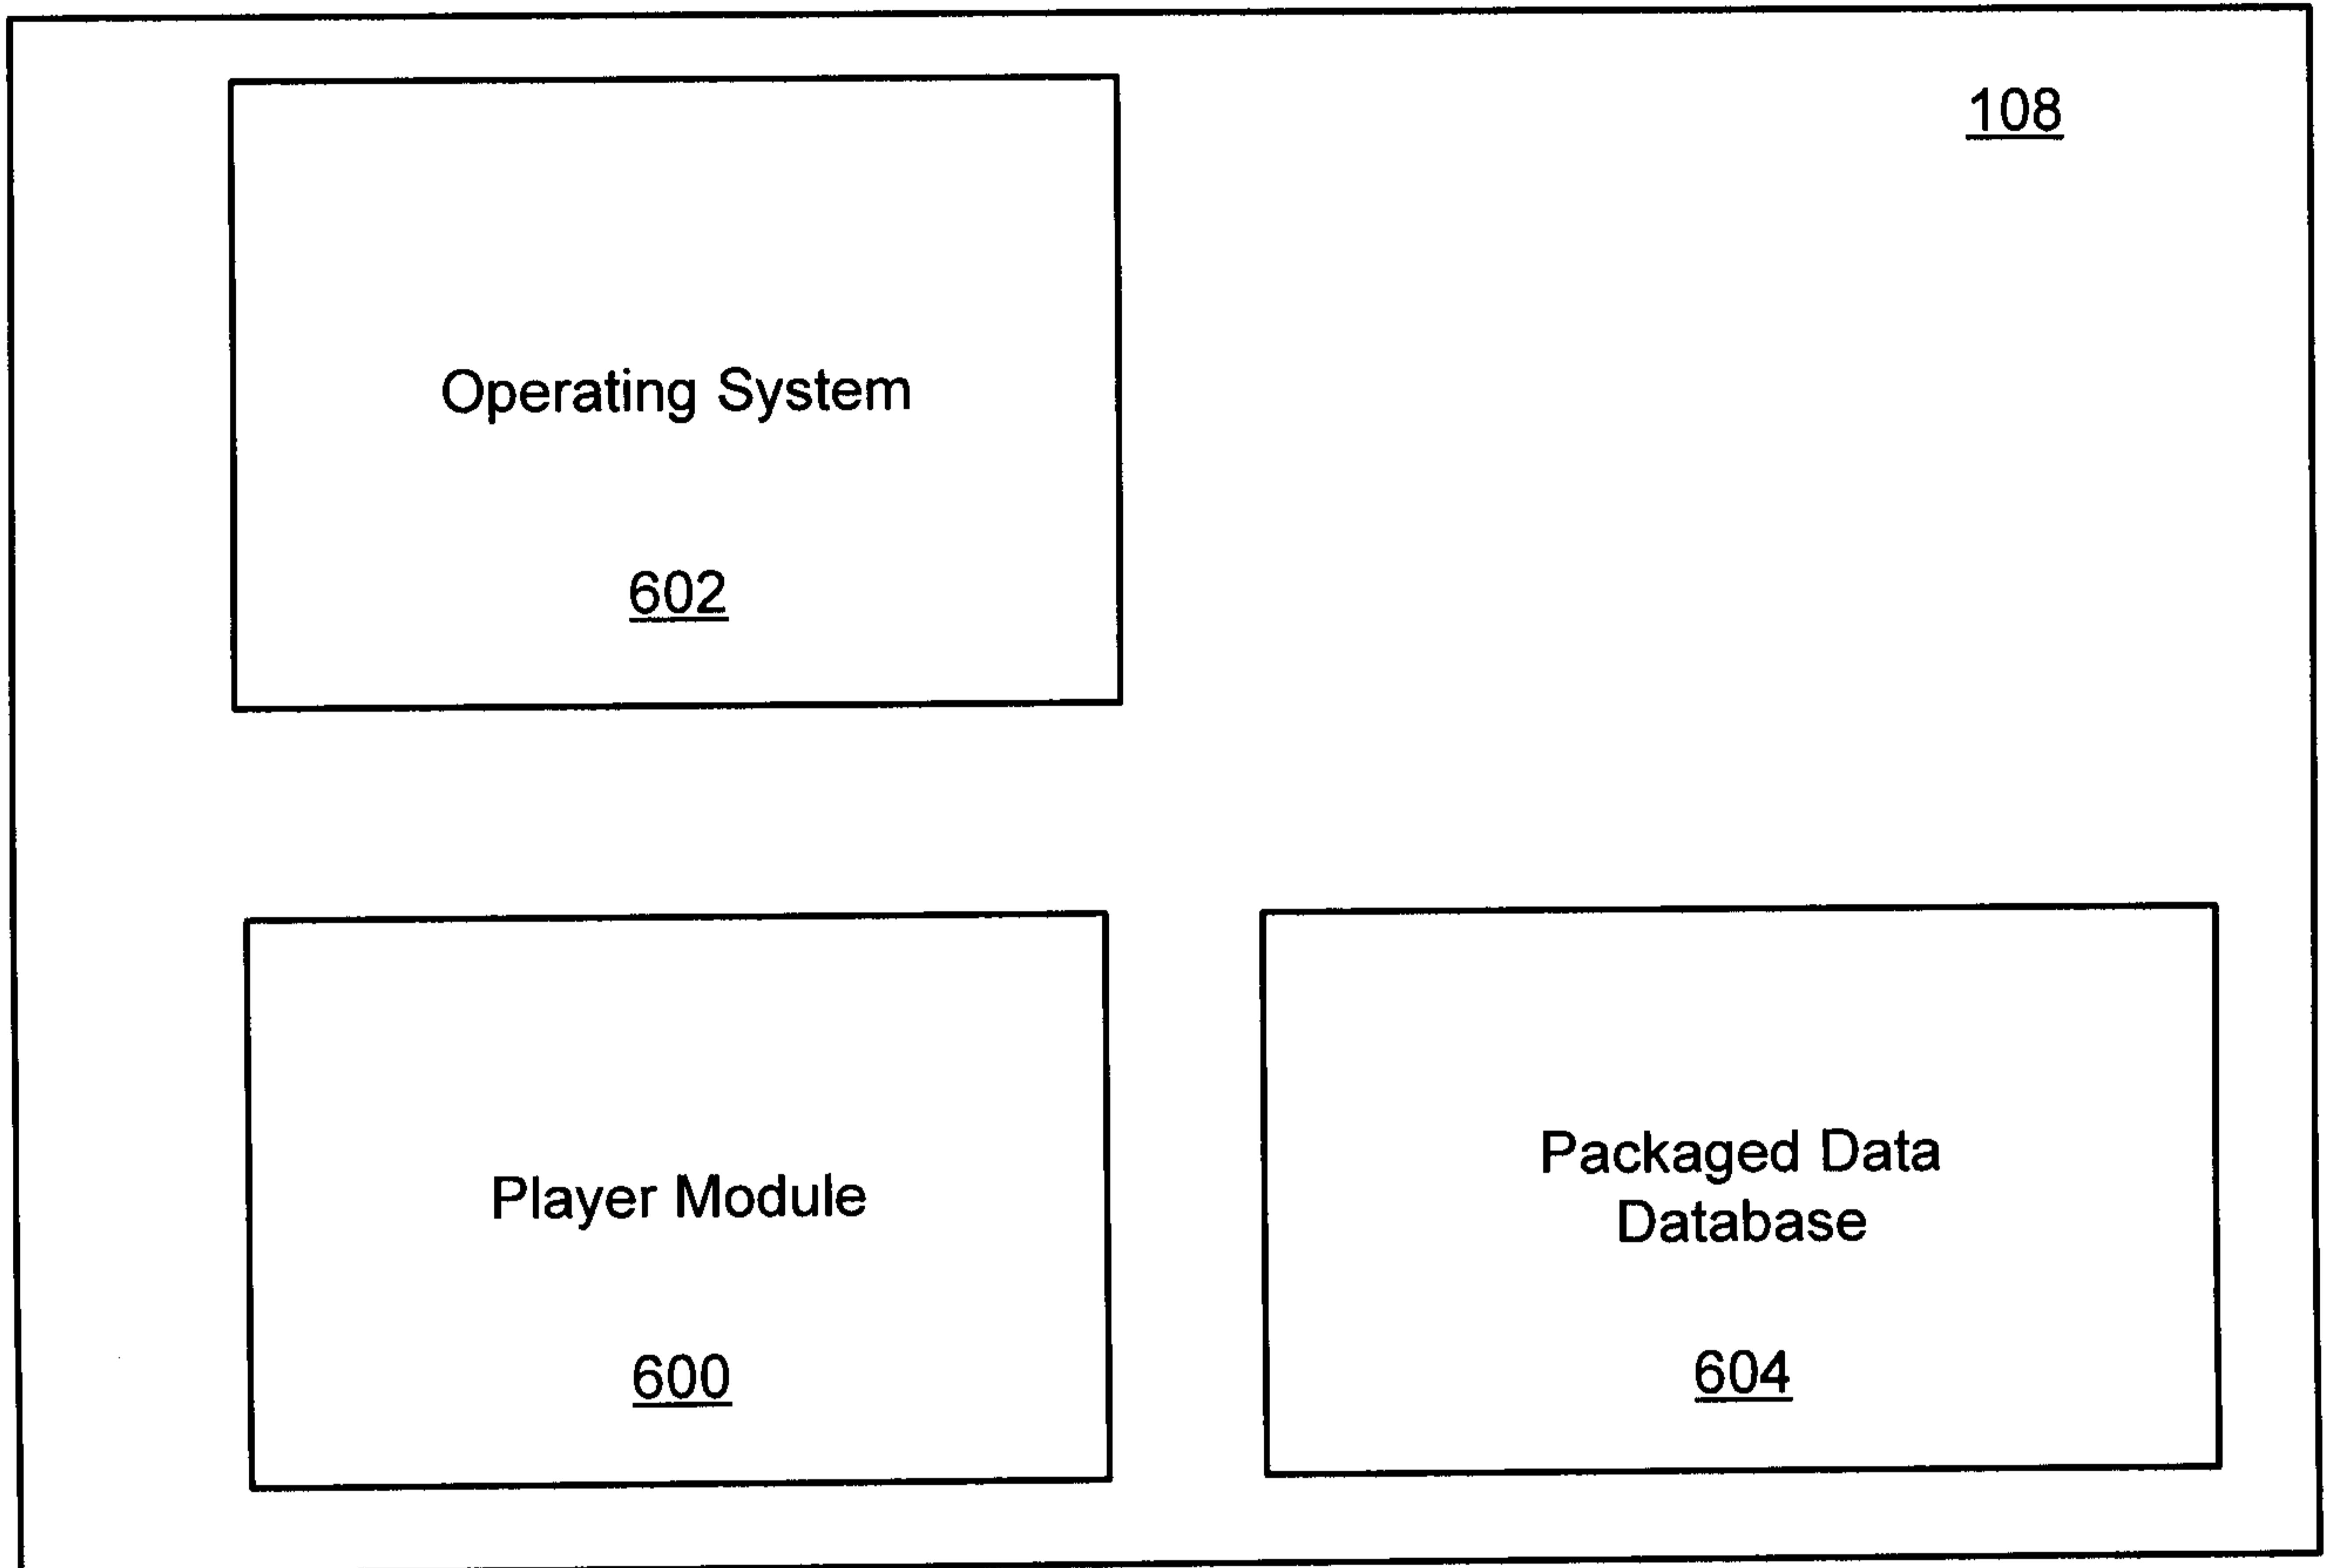 108
Operating System
602
Player Module
600
Packaged Data
Database
604